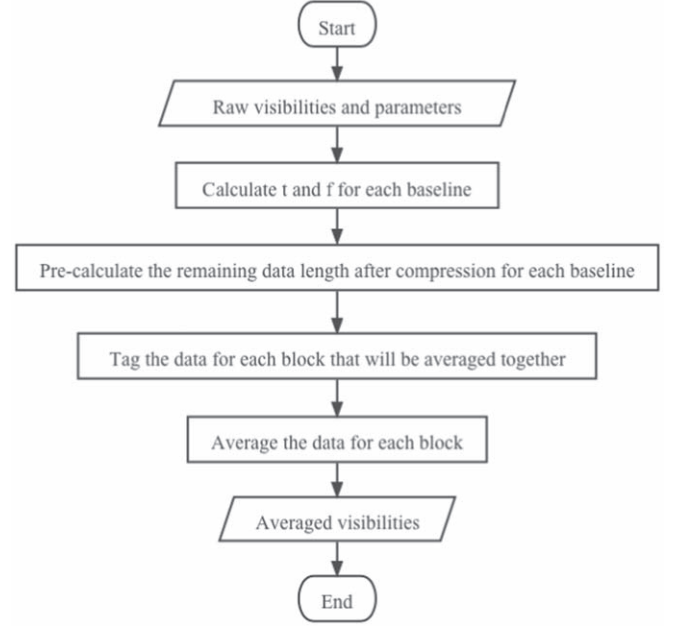 Start
Raw visibilities and parameters
Calculate t and f for each baseline
Pre-calculate the remaining data length after compression for each baseline
Tag the data for each block that will be averaged together
Average the data for each block
Averaged visibilities
End